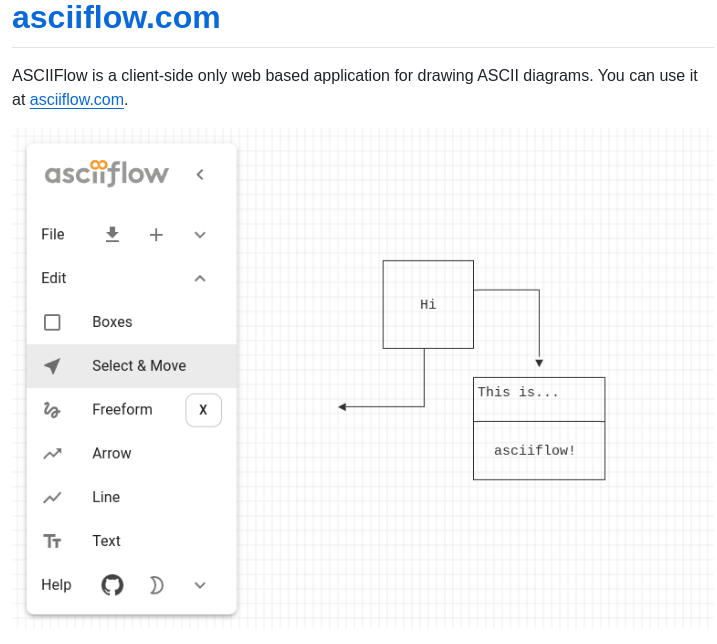 asciiflow.com
ASCIIFlow is a client-side only web based application for drawing ASCII diagrams. You can use it
at asciiflow.com.
asciiflow
File
Edit
Boxes
Select & Move
Freeform X
Arrow
Line
Text
Help
Hi
This is...
asciiflow!